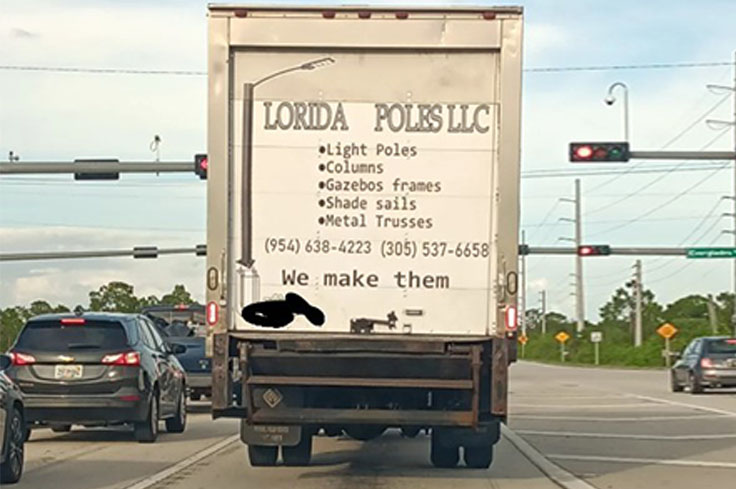 LORIDA POLES LLC
•Light Poles
•Columns
•Gazebos frames
•Shade sails
•Metal Trusses
(954) 638-4223 (305) 537-6658
We make them